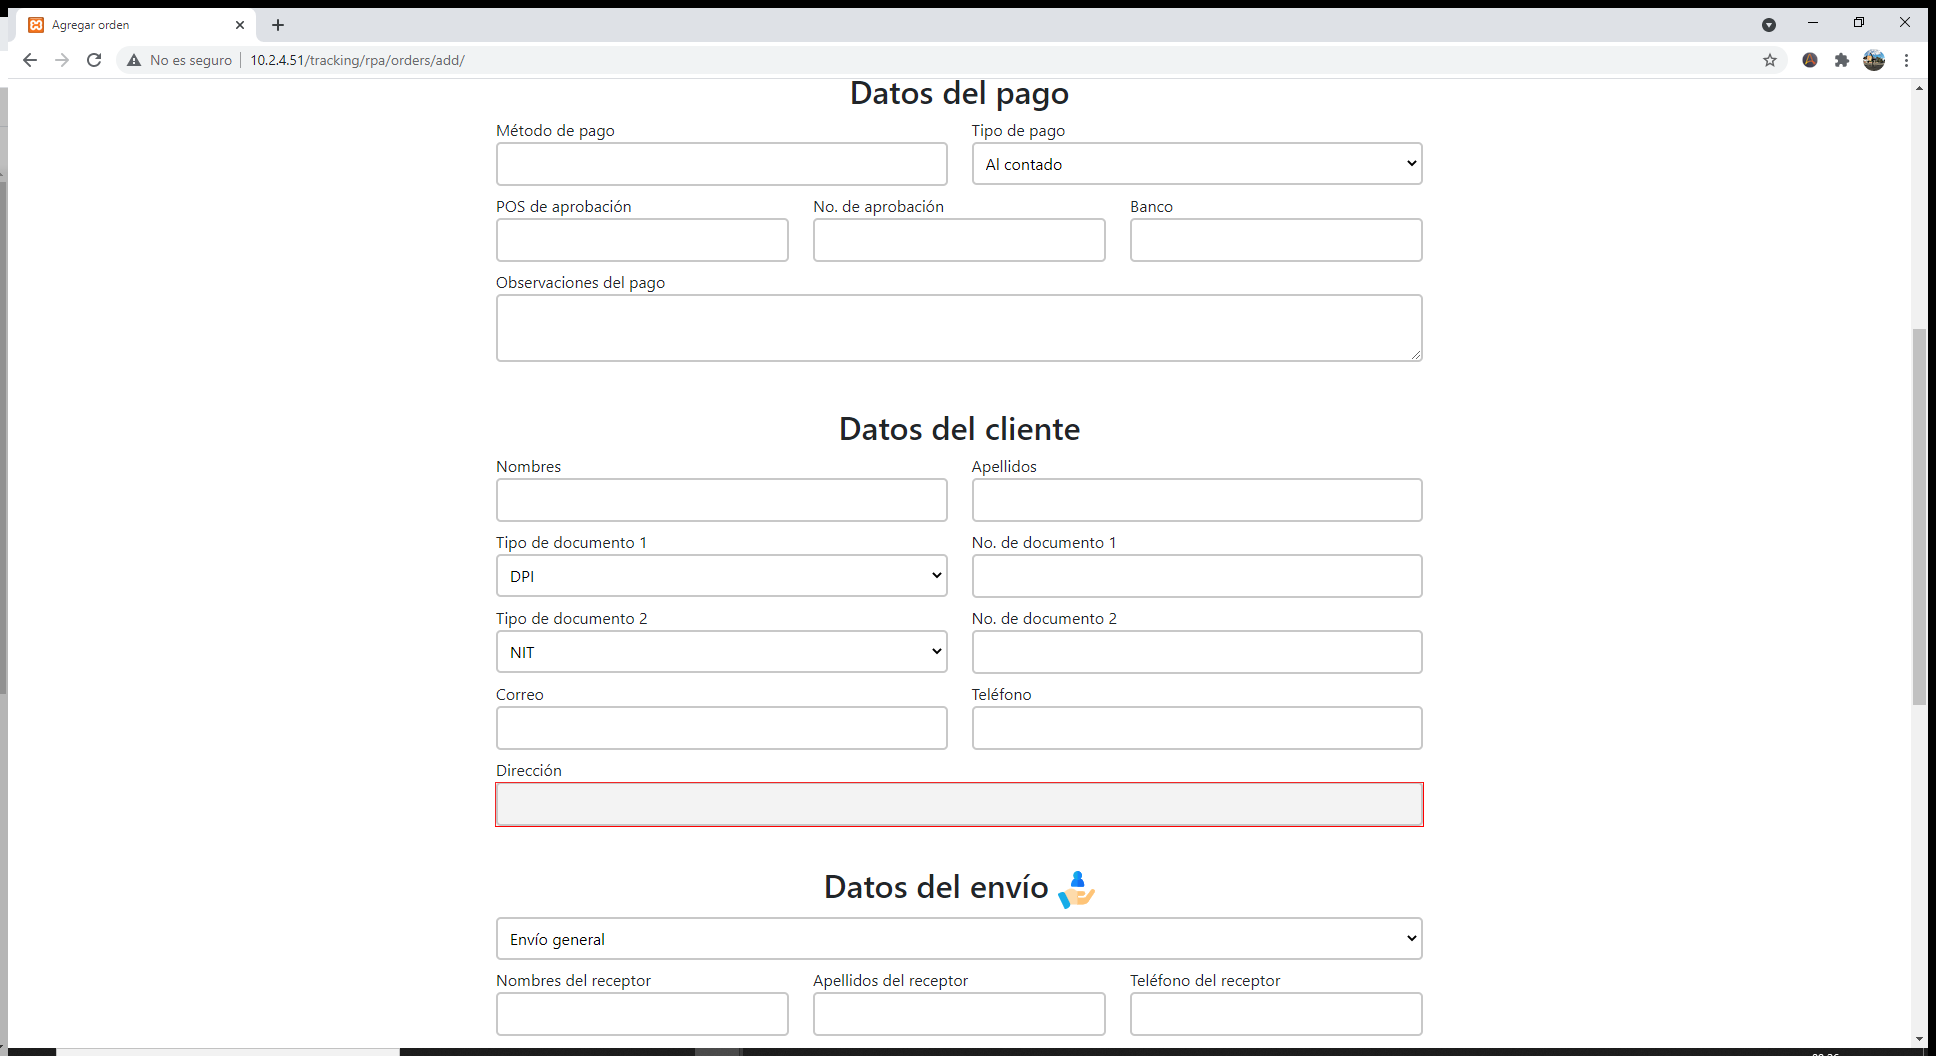 Agregar orden
No es seguro 10.2.4.51/tracking/rpa/orders/add/
Datos del pago
Método de pago Tipo de pago
Al contado
POS de aprobación No. de aprobación Banco
Observaciones del pago
Datos del cliente
Nombres Apellidos
Tipo de documento 1 No. de documento 1
DPI
Tipo de documento 2 No. de documento 2
NIT
Correo Teléfono
Dirección
Datos del envío
Envío general
Nombres del receptor Apellidos del receptor Teléfono del receptor